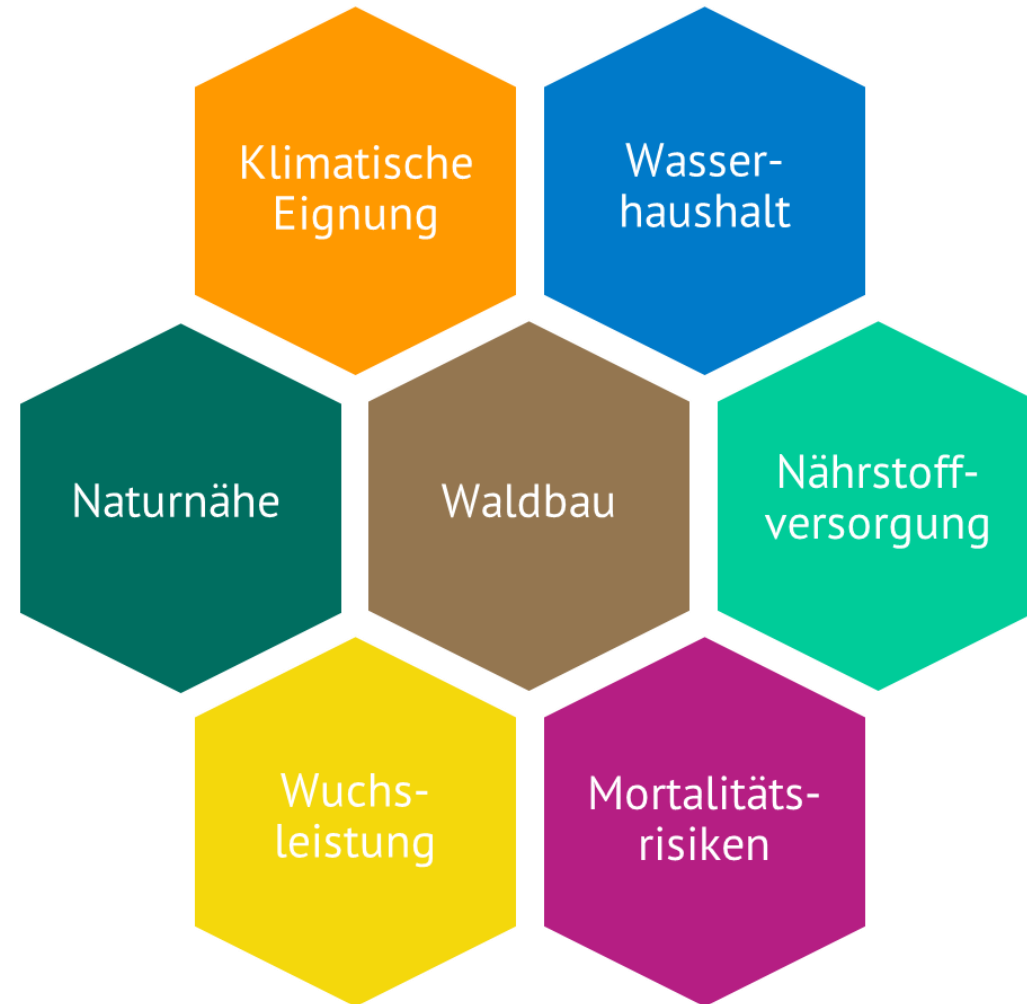 Klimatische
Eignung
Wasser-
haushalt
Naturnähe
Waldbau
Nährstoff-
versorgung
Wuchs-
leistung
Mortalitäts-
risiken